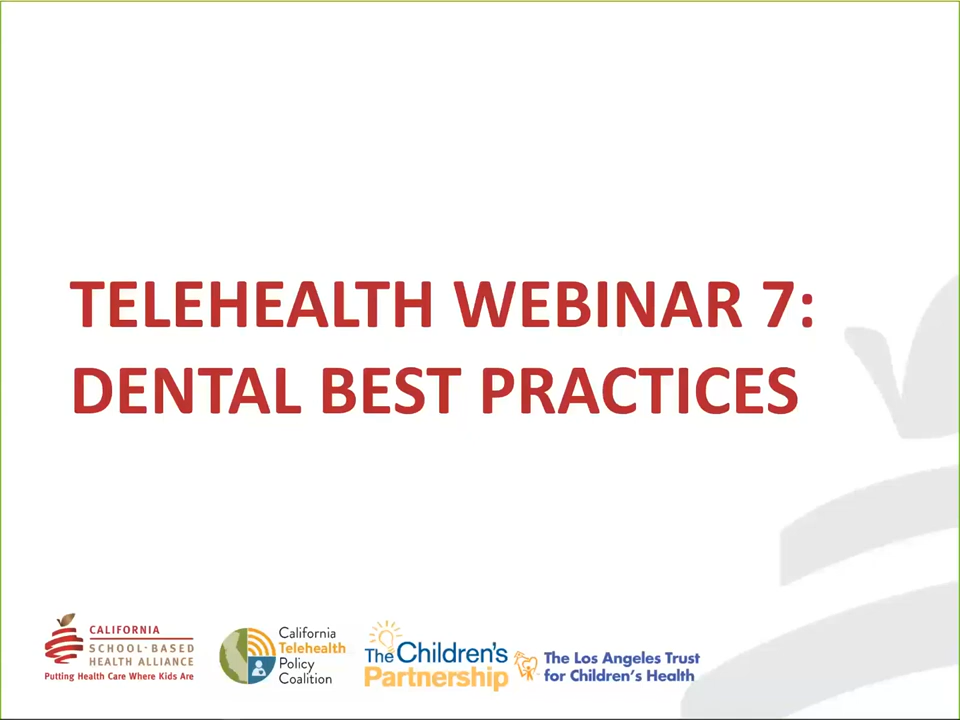 TELEHEALTH WEBINAR 7:
DENTAL BEST PRACTICES
CALIFORNIA
SCHOOL-BASED
HEALTH ALLIANCE
Putting Health Care Where Kids Are
California
Telehealth
Policy
Coalition
The Children's
Partnership
The Los Angeles Trust
for Children's Health